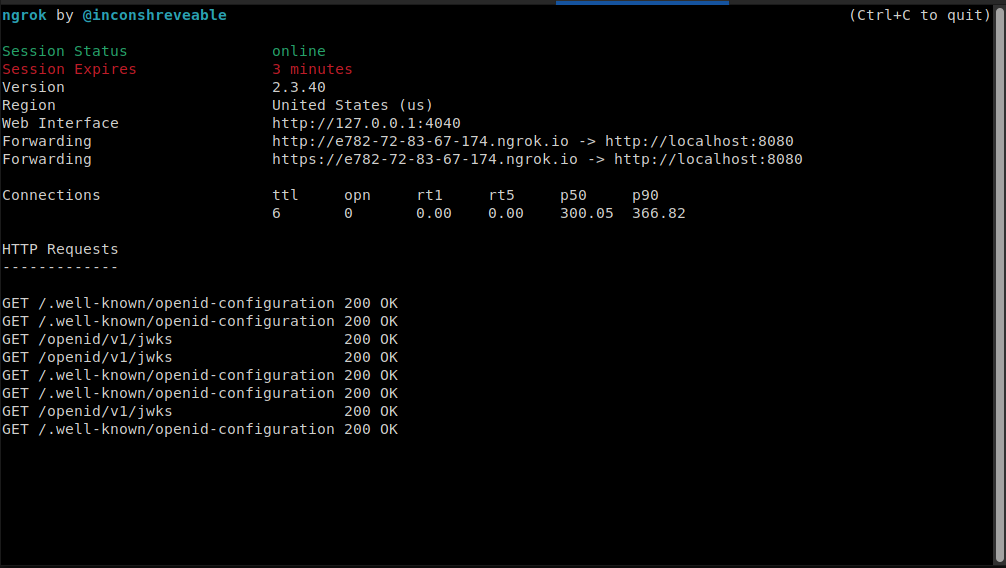 ngrok by @inconshreveable (Ctrl+C to quit)
Session Status online
Session Expires 3 minutes
Version 2.3.40
Region United States (us)
Web Interface http://127.0.0.1:4040
Forwarding http://e782-72-83-67-174.ngrok.io -> http://localhost:8080
Forwarding https://e782-72-83-67-174.ngrok.io -> http://localhost:8080
Connections ttl opn rt1 rt5 p50 p90
6 0 0.00 0.00 300.05 366.82
HTTP Requests
-------------
GET /.well-known/openid-configuration 200 OK
GET /.well-known/openid-configuration 200 OK
GET /openid/v1/jwks 200 OK
GET /openid/v1/jwks 200 OK
GET /.well-known/openid-configuration 200 OK
GET /.well-known/openid-configuration 200 OK
GET /openid/v1/jwks 200 OK
GET /.well-known/openid-configuration 200 OK